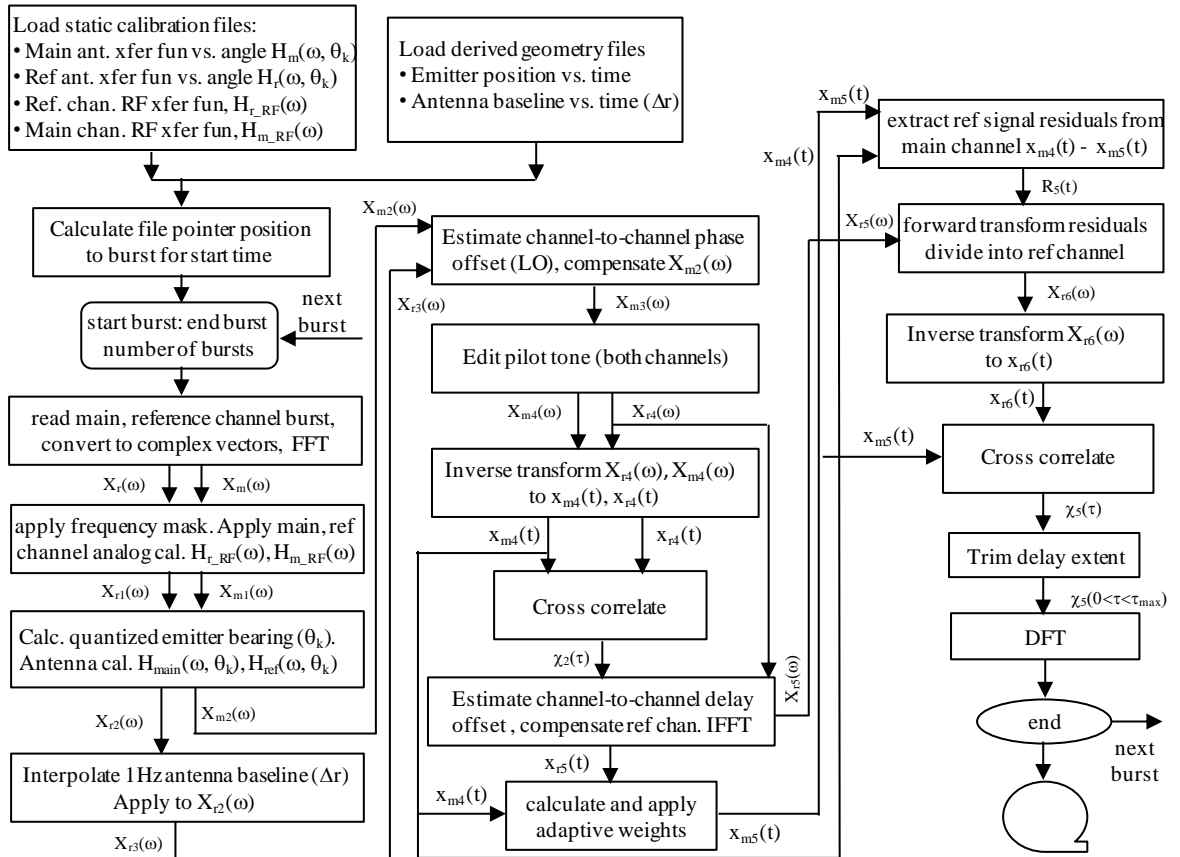 Load static calibration files:
• Main ant. xfer fun vs. angle Hm(ω, θk)
• Ref ant. xfer fun vs. angle Hr(ω, θk)
• Ref. chan. RF xfer fun, Hr_RF(ω)
• Main chan. RF xfer fun, Hm_RF(ω)
Load derived geometry files
• Emitter position vs. time
• Antenna baseline vs. time (Δr)
Calculate file pointer position
to burst for start time
start burst: end burst
number of bursts
next
burst
read main, reference channel burst,
convert to complex vectors, FFT
Xr(ω)
Xm(ω)
apply frequency mask. Apply main, ref
channel analog cal. Hr_RF(ω), Hm_RF(ω)
Xr1(ω)
Xm1(ω)
Calc. quantized emitter bearing (θk).
Antenna cal. Hmain(ω, θk), Href(ω, θk)
Xr2(ω)
Xm2(ω)
Interpolate 1Hz antenna baseline (Δr)
Apply to Xr2(ω)
Xr3(ω)
Xm2(ω)
Xr3(ω)
Estimate channel-to-channel phase
offset (LO), compensate Xm2(ω)
Xm3(ω)
Edit pilot tone (both channels)
Xm4(ω)
Xr4(ω)
Inverse transform Xr4(ω), Xm4(ω)
to xm4(t), xr4(t)
xm4(t)
xr4(t)
Cross correlate
χ2(τ)
Estimate channel-to-channel delay
offset , compensate ref chan. IFFT
Xr5(ω)
xr5(t)
xm4(t)
calculate and apply
adaptive weights
xm5(t)
xm5(t)
xm4(t)
extract ref signal residuals from
main channel xm4(t) - xm5(t)
R5(t)
Xr5(ω)
forward transform residuals
divide into ref channel
Xr6(ω)
Inverse transform Xr6(ω)
to xr6(t)
xr6(t)
xm5(t)
Cross correlate
χ5(τ)
Trim delay extent
χ5(0<τ<τmax)
DFT
end
next
burst